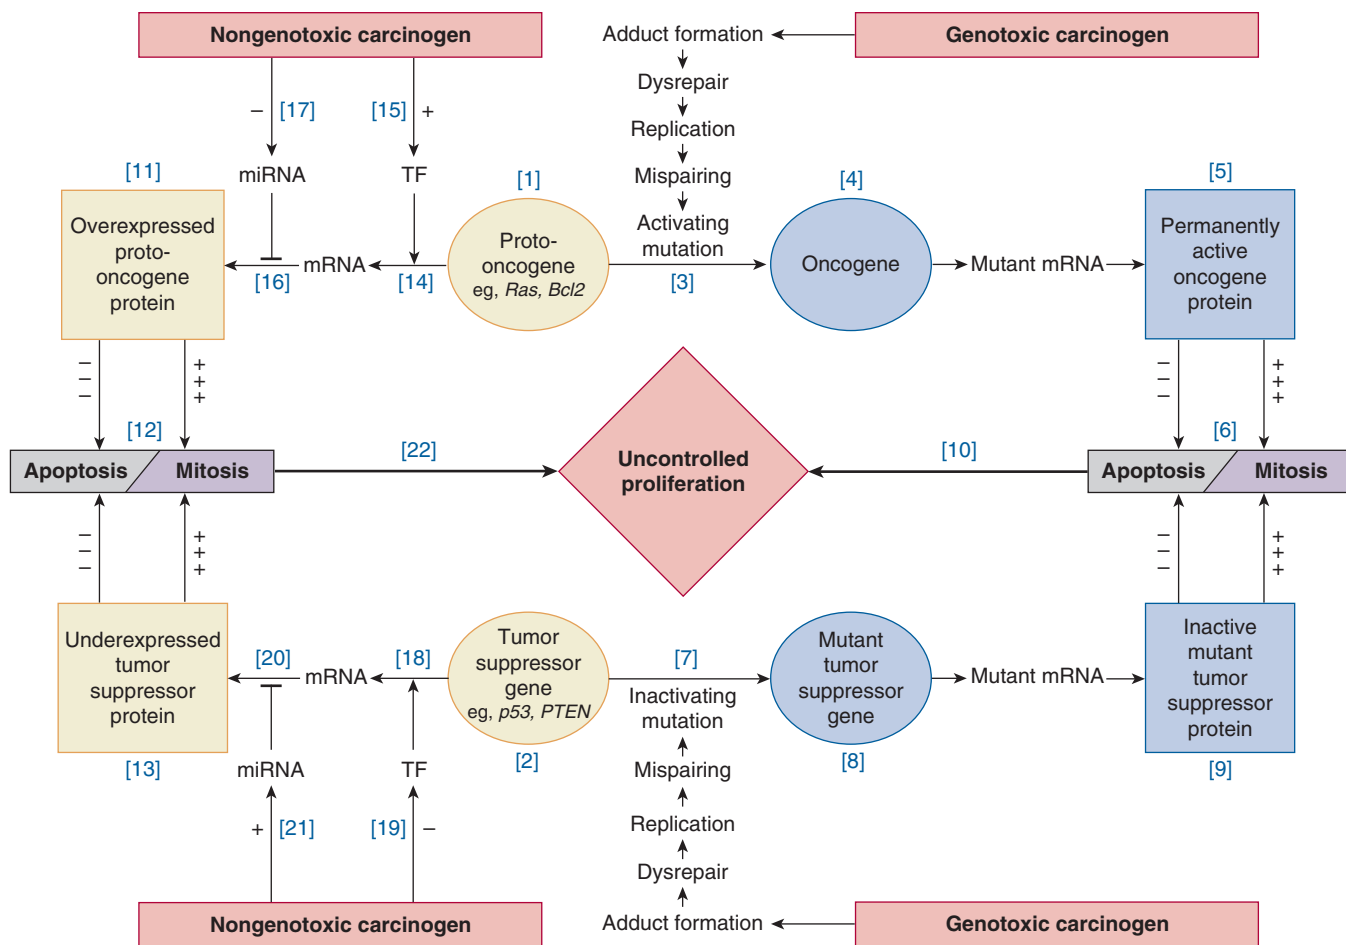 Nongenotoxic carcinogen
Adduct formation
Genotoxic carcinogen
Dysrepair
– [17]
[15] +
Replication
[11]
miRNA
TF
[1]
Mispairing
[4]
[5]
Overexpressed
proto-
oncogene
protein
[16]
mRNA
[14]
Proto-
oncogene
eg, Ras, Bcl2
Activating
mutation
[3]
Oncogene
Mutant mRNA
Permanently
active
oncogene
protein
– – –
+++
– – –
+++
[12]
[6]
Apoptosis
Mitosis
[22]
Uncontrolled
proliferation
[10]
Apoptosis
Mitosis
– – –
+++
– – –
+++
Underexpressed
tumor
suppressor
protein
[20]
mRNA
[18]
Tumor
suppressor
gene
eg, p53, PTEN
[7]
Inactivating
mutation
Mutant
tumor
suppressor
gene
Mutant mRNA
Inactive
mutant
tumor
suppressor
protein
[13]
miRNA
TF
[2]
Mispairing
[8]
[9]
+ [21]
[19] –
Replication
Dysrepair
Nongenotoxic carcinogen
Adduct formation
Genotoxic carcinogen